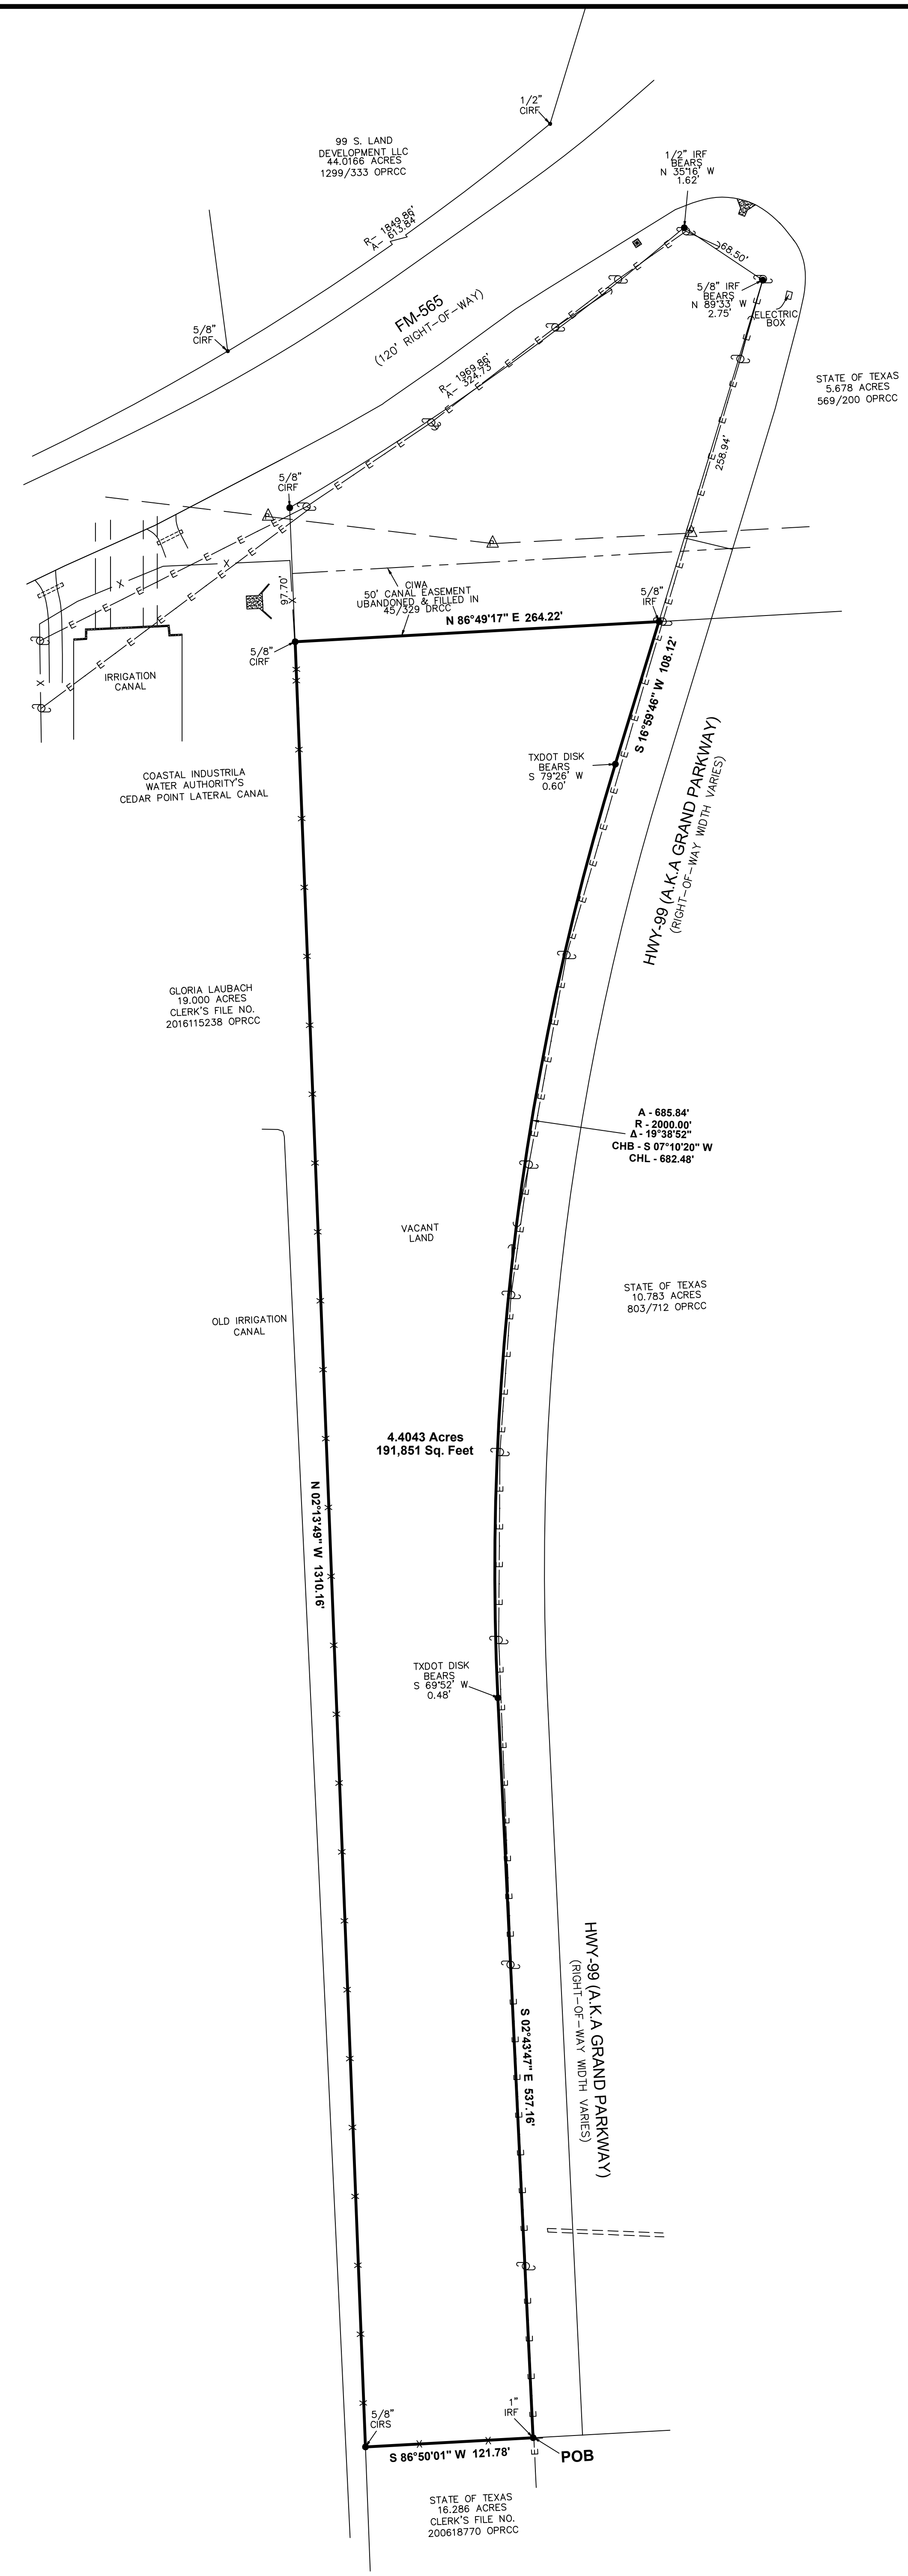 1/2"
CIRF
99 S. LAND
DEVELOPMENT LLC
44.0166 ACRES
1299/333 OPRCC
1/2" IRF
BEARS
N 35°16' W
1.62'
R- 1849.86'
A- 613.84'
68.50'
5/8" IRF
BEARS
N 89°33' W
2.75'
ELECTRIC
BOX
FM-565
(120' RIGHT-OF-WAY)
5/8"
CIRF
R- 1969.86'
A- 324.73'
STATE OF TEXAS
5.678 ACRES
569/200 OPRCC
258.94'
5/8"
CIRF
97.70'
CIWA
50' CANAL EASEMENT
UBANDONED & FILLED IN
45/329 DRCC
5/8"
IRF
N 86°49'17" E 264.22'
5/8"
CIRF
IRRIGATION
CANAL
S 16°59'46" W 108.12'
TXDOT DISK
BEARS
S 79°26' W
0.60'
COASTAL INDUSTRILA
WATER AUTHORITY'S
CEDAR POINT LATERAL CANAL
HWY-99 (A.K.A GRAND PARKWAY)
(RIGHT-OF-WAY WIDTH VARIES)
GLORIA LAUBACH
19.000 ACRES
CLERK'S FILE NO.
2016115238 OPRCC
A - 685.84'
R - 2000.00'
Δ - 19°38'52"
CHB - S 07°10'20" W
CHL - 682.48'
VACANT
LAND
STATE OF TEXAS
10.783 ACRES
803/712 OPRCC
OLD IRRIGATION
CANAL
4.4043 Acres
191,851 Sq. Feet
N 02°13'49" W 1310.16'
TXDOT DISK
BEARS
S 69°52' W
0.48'
HWY-99 (A.K.A GRAND PARKWAY)
(RIGHT-OF-WAY WIDTH VARIES)
S 02°43'47" E 537.16'
5/8"
CIRS
1"
IRF
S 86°50'01" W 121.78'
POB
STATE OF TEXAS
16.286 ACRES
CLERK'S FILE NO.
200618770 OPRCC